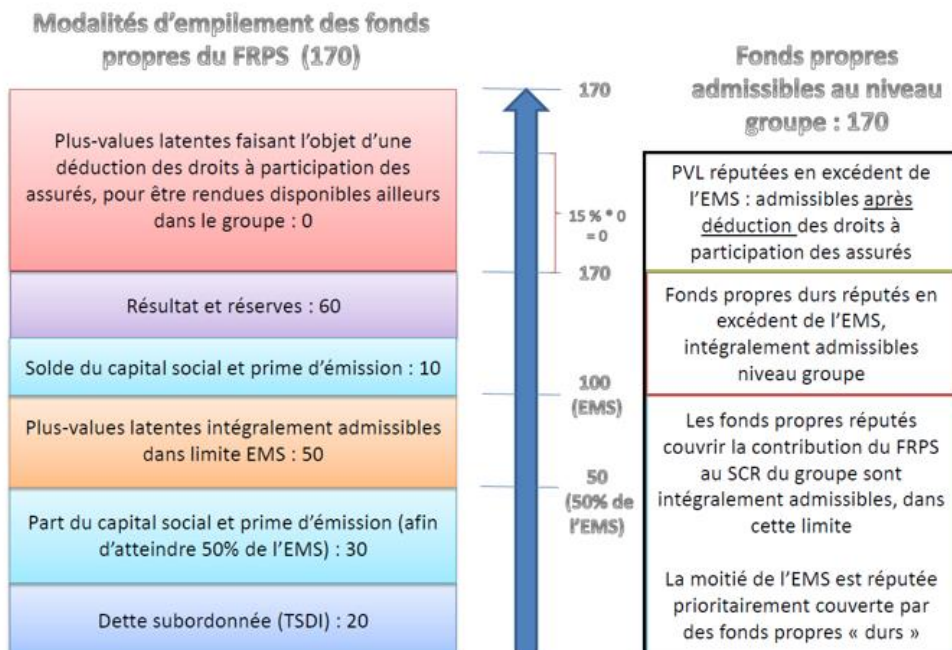 Modalités d’empilement des fonds
propres du FRPS (170)
Plus-values latentes faisant l’objet d’une
déduction des droits à participation des
assurés, pour être rendues disponibles ailleurs
dans le groupe : 0
Résultat et réserves : 60
Solde du capital social et prime d’émission : 10
Plus-values latentes intégralement admissibles
dans limite EMS : 50
Part du capital social et prime d’émission (afin
d’atteindre 50% de l’EMS) : 30
Dette subordonnée (TSDI) : 20
170
15 % * 0
= 0
170
100
(EMS)
50
(50% de
l’EMS)
Fonds propres
admissibles au niveau
groupe : 170
PVL réputées en excédent de
l’EMS : admissibles après
déduction des droits à
participation des assurés
Fonds propres durs réputés en
excédent de l’EMS,
intégralement admissibles
niveau groupe
Les fonds propres réputés
couvrir la contribution du FRPS
au SCR du groupe sont
intégralement admissibles, dans
cette limite
La moitié de l’EMS est réputée
prioritairement couverte par
des fonds propres « durs »